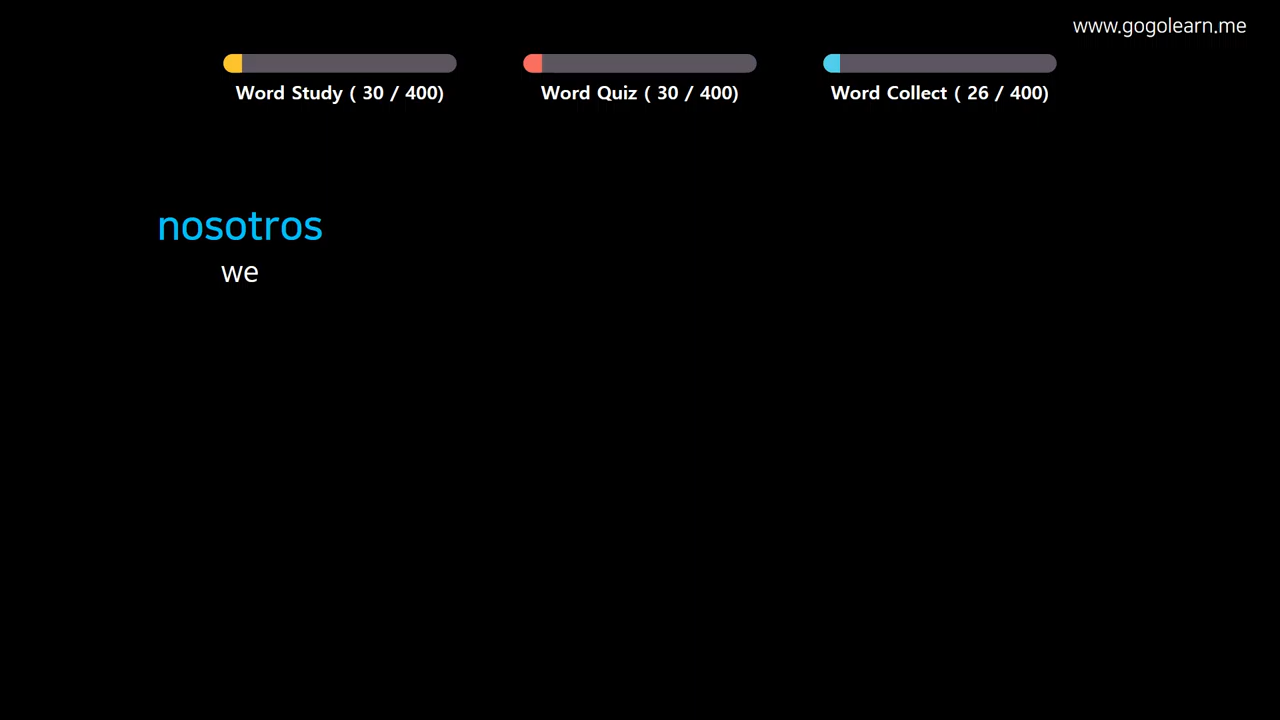 www.gogolearn.me
Word Study ( 30 / 400)
Word Quiz ( 30 / 400)
Word Collect ( 26 / 400)
nosotros
we